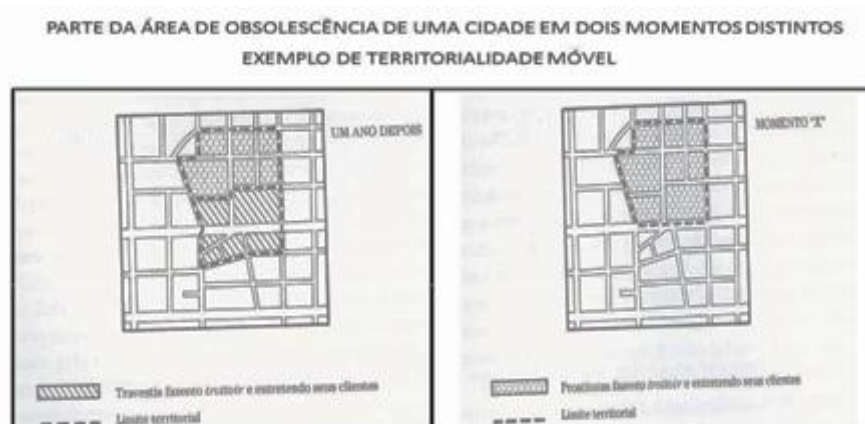 PARTE DA ÁREA DE OBSOLESCÊNCIA DE UMA CIDADE EM DOIS MOMENTOS DISTINTOS
EXEMPLO DE TERRITORIALIDADE MÓVEL
UM ANO DEPOIS
Travestis fazendo trottoir e entretendo seus clientes
Limite territorial
MOMENTO "X"
Prostitutas fazendo trottoir e entretendo seus clientes
Limite territorial